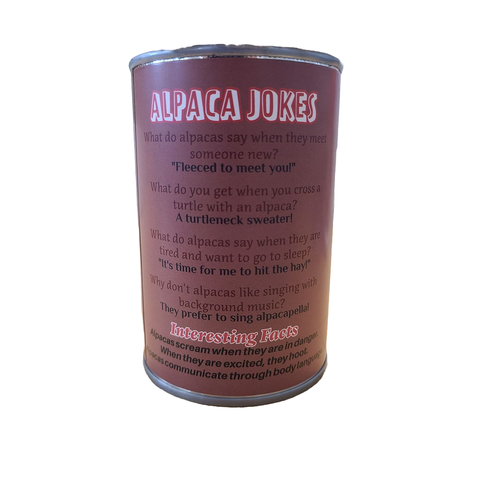 ALPACA JOKES
What do alpacas say when they meet
someone new?
"Fleeced to meet you!"
What do you get when you cross a
turtle with an alpaca?
A turtleneck sweater!
What do alpacas say when they are
tired and want to go to sleep?
"It's time for me to hit the hay!"
Why don't alpacas like singing with
background music?
They prefer to sing alpacapella!
Interesting Facts
Alpacas scream when they are in danger.
When they are excited, they hoot.
communicate through body language